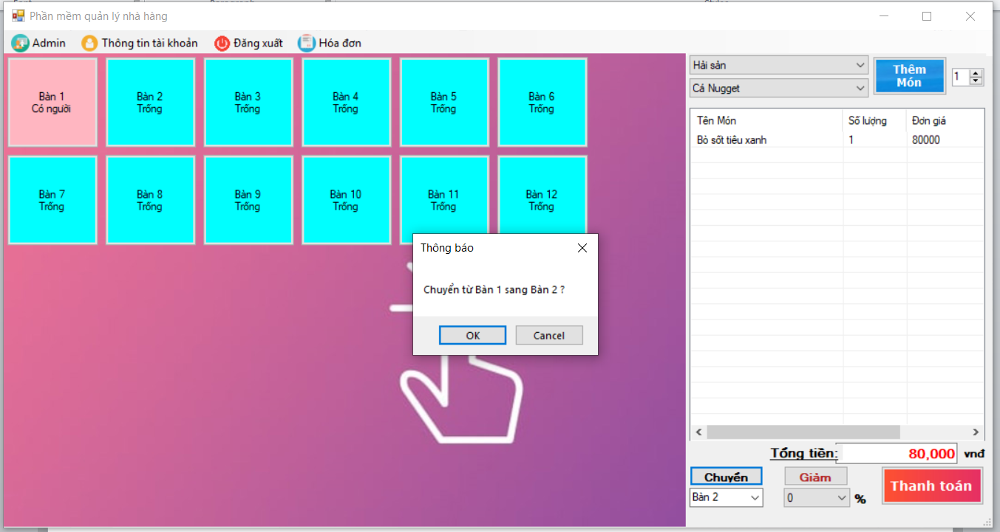 Phần mềm quản lý nhà hàng
Admin Thông tin tài khoản Đăng xuất Hóa đơn
Bàn 1
Có người
Bàn 2
Trống
Bàn 3
Trống
Bàn 4
Trống
Bàn 5
Trống
Bàn 6
Trống
Bàn 7
Trống
Bàn 8
Trống
Bàn 9
Trống
Bàn 10
Trống
Bàn 11
Trống
Bàn 12
Trống
Thông báo
Chuyển từ Bàn 1 sang Bàn 2 ?
OK Cancel
Hải sản
Cá Nugget
Thêm
Món
1
Tên Món Số lượng Đơn giá
Bò sốt tiêu xanh 1 80000
Tổng tiền: 80,000 vnđ
Chuyển Giảm
Bàn 2 0 %
Thanh toán